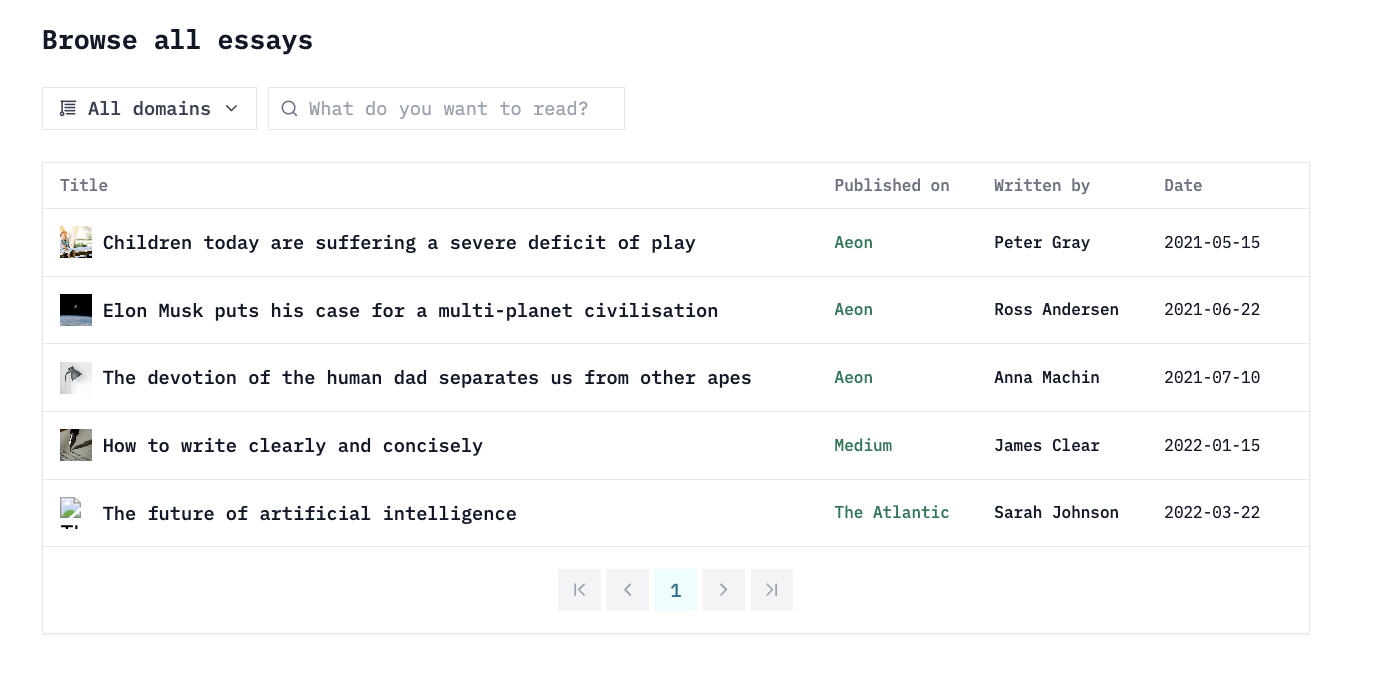 Browse all essays
All domains What do you want to read?
Title Published on Written by Date
Children today are suffering a severe deficit of play Aeon Peter Gray 2021-05-15
Elon Musk puts his case for a multi-planet civilisation Aeon Ross Andersen 2021-06-22
The devotion of the human dad separates us from other apes Aeon Anna Machin 2021-07-10
How to write clearly and concisely Medium James Clear 2022-01-15
The future of artificial intelligence The Atlantic Sarah Johnson 2022-03-22
1